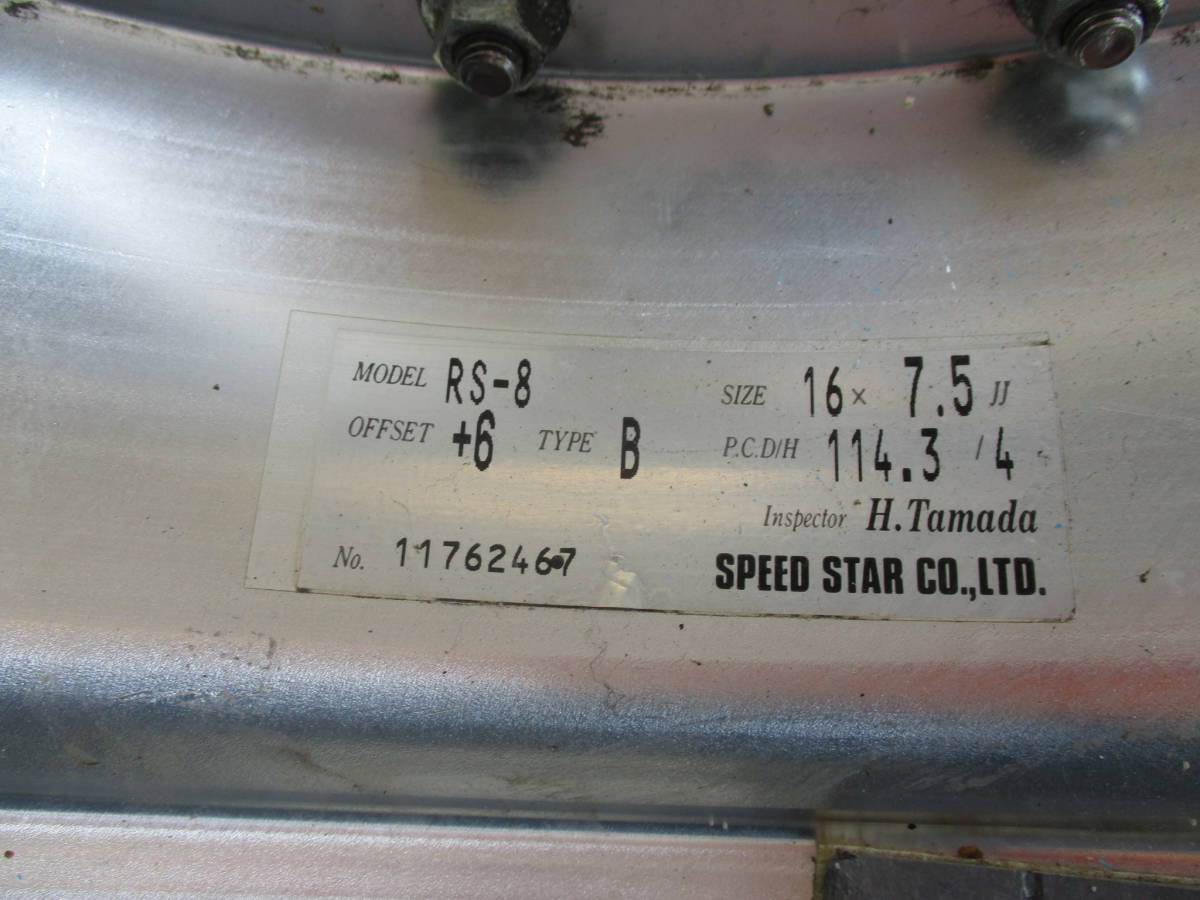 MODEL RS-8 SIZE 16× 7.5 JJ
OFFSET +6 TYPE B P.C.D/H 114.3 / 4
Inspector H.Tamada
No. 11762467 SPEED STAR CO.,LTD.